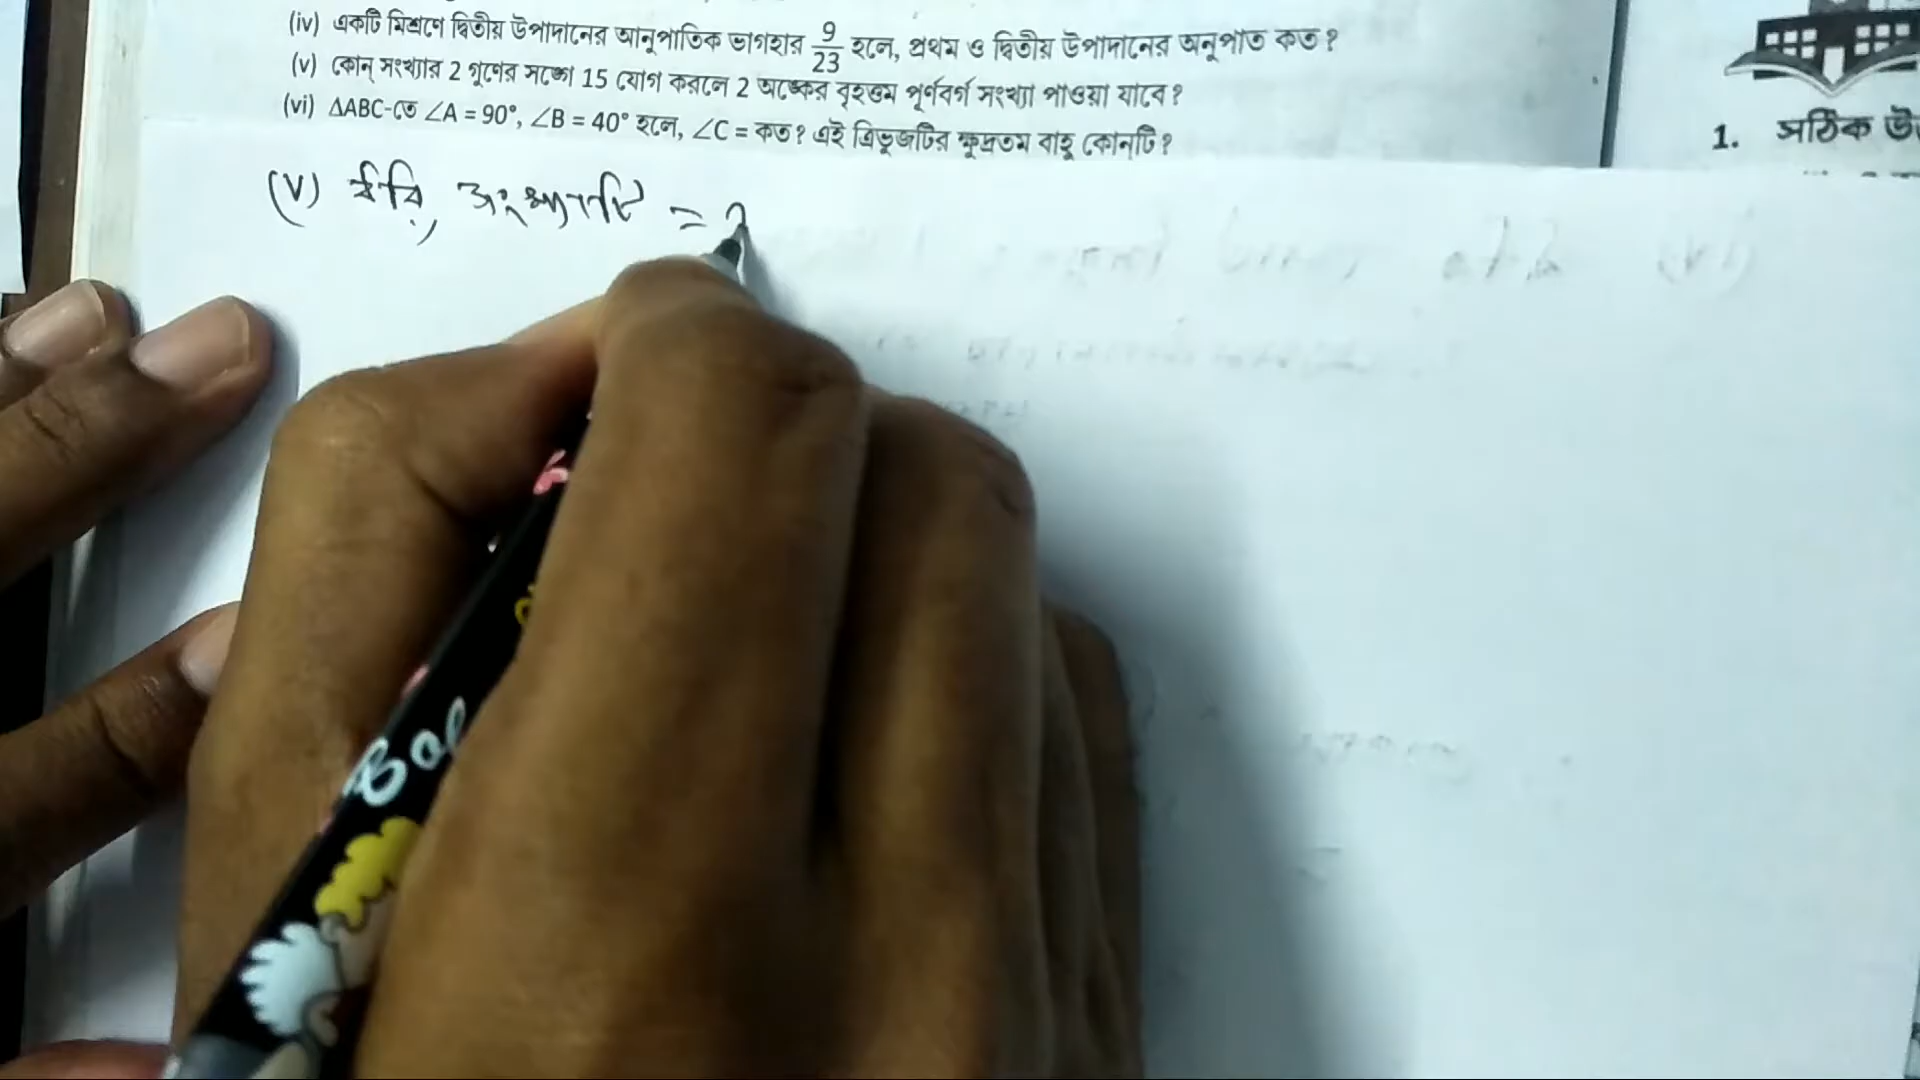 (iv) একটি মিশ্রণে দ্বিতীয় উপাদানের আনুপাতিক ভাগহার 9/23 হলে, প্রথম ও দ্বিতীয় উপাদানের অনুপাত কত?
(v) কোন্ সংখ্যার 2 গুণের সঙ্গে 15 যোগ করলে 2 অঙ্কের বৃহত্তম পূর্ণবর্গ সংখ্যা পাওয়া যাবে?
(vi) ΔABC-তে ∠A = 90°, ∠B = 40° হলে, ∠C = কত? এই ত্রিভুজটির ক্ষুদ্রতম বাহু কোন্‌টি?
1. সঠিক
(V) ধরি, সংখ্যাটি =
Bal